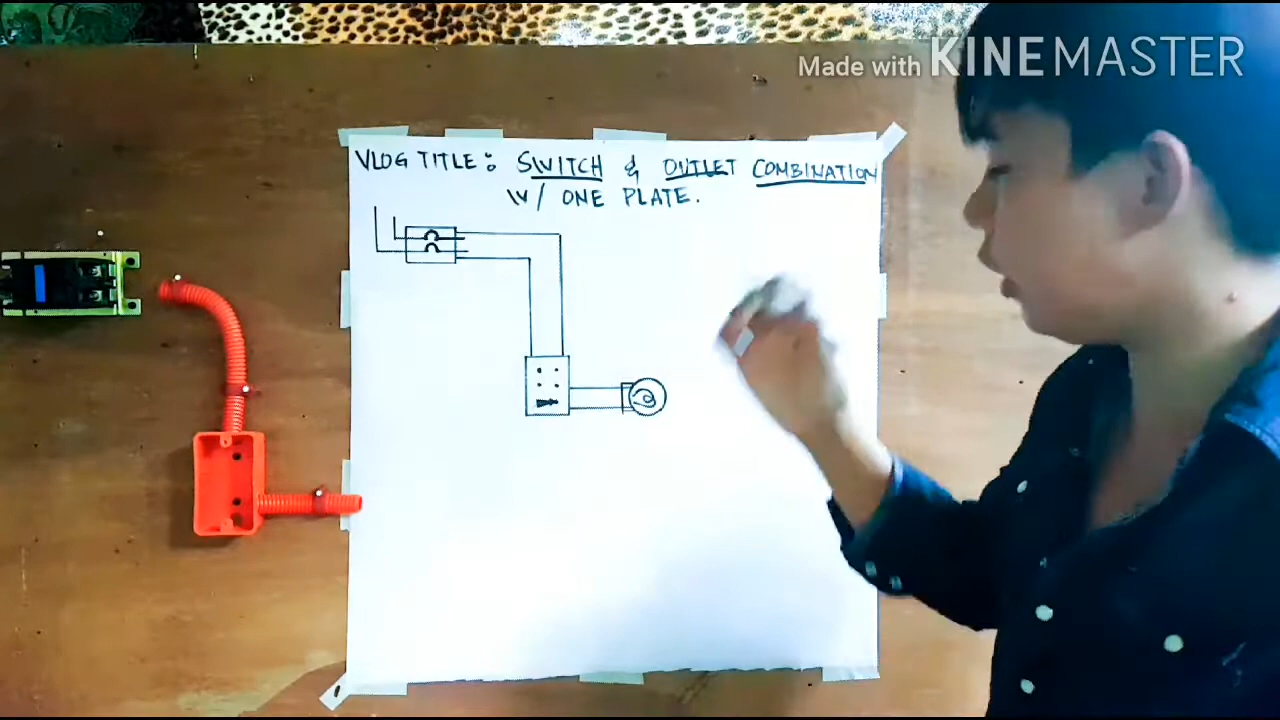 Made with KINEMASTER
VLOG TITLE: SWITCH & OUTLET COMBINATION
W/ ONE PLATE.